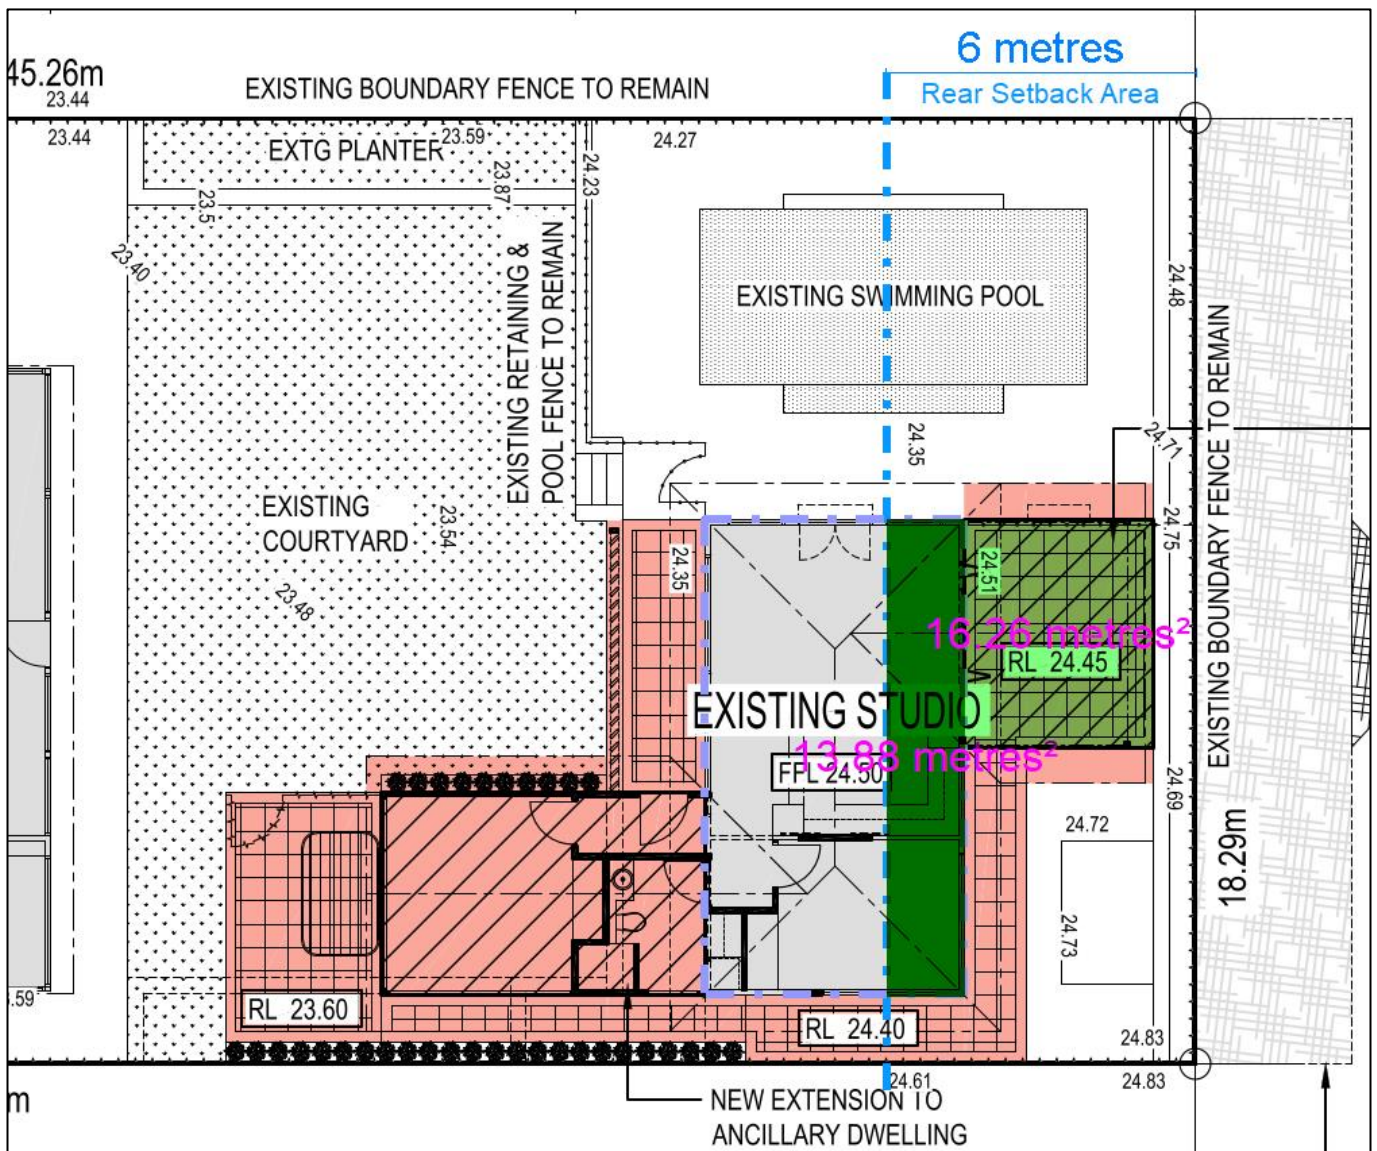 6 metres
Rear Setback Area
45.26m
23.44
EXISTING BOUNDARY FENCE TO REMAIN
23.44
EXTG PLANTER
23.59
24.27
23.87
24.23
23.5
23.40
EXISTING RETAINING &
POOL FENCE TO REMAIN
EXISTING SWIMMING POOL
24.48
EXISTING BOUNDARY FENCE TO REMAIN
24.35
24.71
EXISTING
COURTYARD
23.54
24.35
24.51
24.75
23.48
16.26 metres²
RL 24.45
EXISTING STUDIO
13.88 metres²
FFL 24.50
24.69
24.72
18.29m
24.73
RL 23.60
RL 24.40
24.83
24.61
24.83
.59
m
NEW EXTENSION TO
ANCILLARY DWELLING